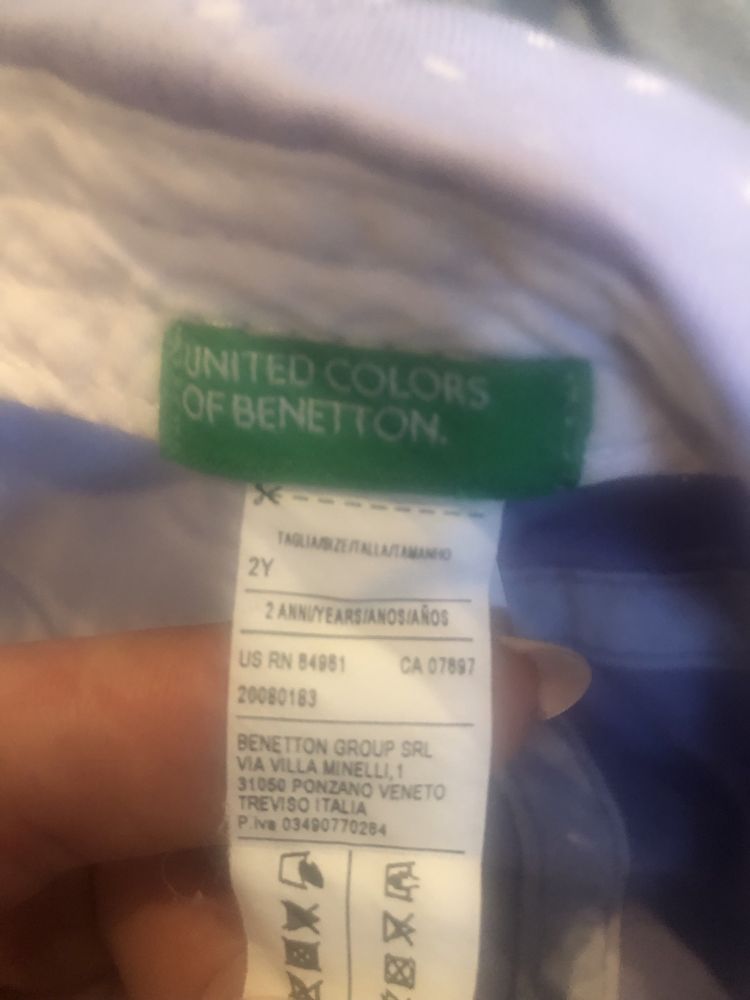 UNITED COLORS
OF BENETTON.
TAGLIA/SIZE/TALLA/TAMANHO
2Y
2 ANNI/YEARS/ANOS/AÑOS
US RN 84981 CA 07897
20080183
BENETTON GROUP SRL
VIA VILLA MINELLI,1
31050 PONZANO VENETO
TREVISO ITALIA
P.iva 03490770264